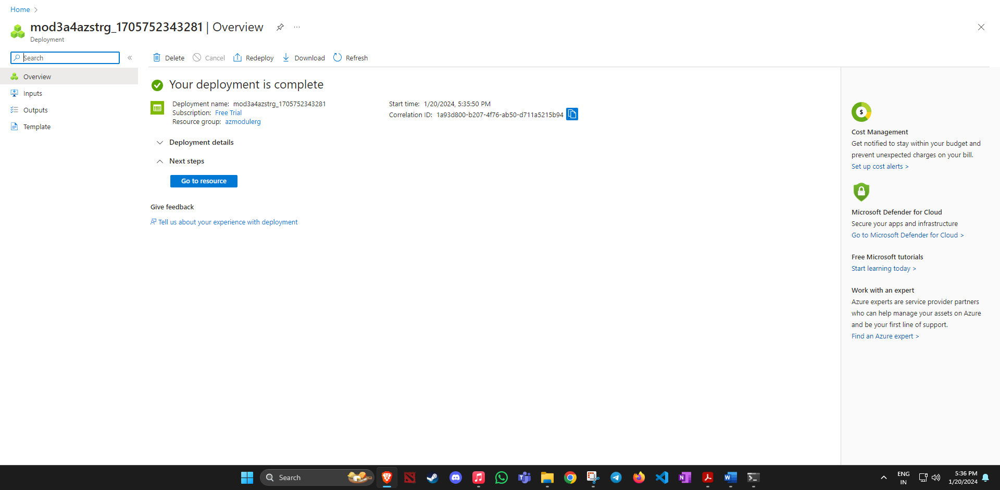 Home >
mod3a4azstrg_1705752343281 | Overview ...
Deployment
Search «
Overview
Inputs
Outputs
Template
Delete Cancel Redeploy Download Refresh
Your deployment is complete
Deployment name: mod3a4azstrg_1705752343281
Subscription: Free Trial
Resource group: azmodulerg
Start time: 1/20/2024, 5:35:50 PM
Correlation ID: 1a93d800-b207-4f76-ab50-d711a5215b94
Deployment details
Next steps
Go to resource
Give feedback
Tell us about your experience with deployment
$
Cost Management
Get notified to stay within your budget and
prevent unexpected charges on your bill.
Set up cost alerts >
Microsoft Defender for Cloud
Secure your apps and infrastructure
Go to Microsoft Defender for Cloud >
Free Microsoft tutorials
Start learning today >
Work with an expert
Azure experts are service provider partners
who can help manage your assets on Azure
and be your first line of support.
Find an Azure expert >
Search
T
N
W
ENG
IN
5:36 PM
1/20/2024